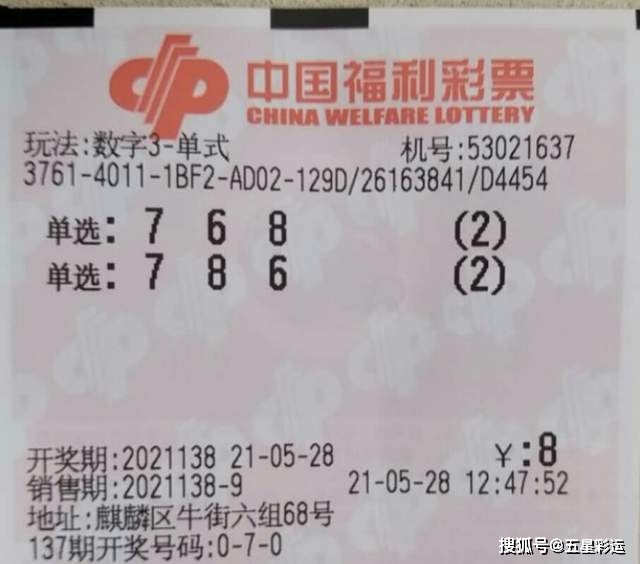 中国福利彩票
CHINA WELFARE LOTTERY
玩法:数字3-单式 机号:53021637
3761-4011-1BF2-AD02-129D/26163841/D4454
单选: 7 6 8 (2)
单选: 7 8 6 (2)
开奖期:2021138 21-05-28 ¥:8
销售期:2021138-9 21-05-28 12:47:52
地址:麒麟区牛街六组68号
137期开奖号码:0-7-0
搜狐号@五星彩运